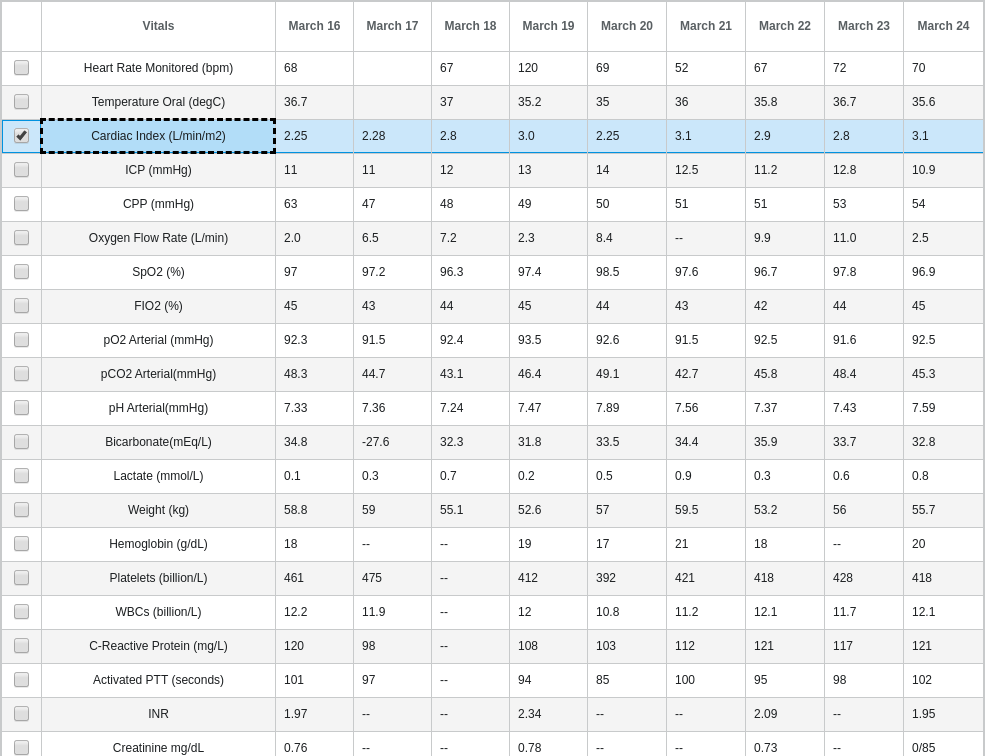 Vitals March 16 March 17 March 18 March 19 March 20 March 21 March 22 March 23 March 24
Heart Rate Monitored (bpm) 68 67 120 69 52 67 72 70
Temperature Oral (degC) 36.7 37 35.2 35 36 35.8 36.7 35.6
Cardiac Index (L/min/m2) 2.25 2.28 2.8 3.0 2.25 3.1 2.9 2.8 3.1
ICP (mmHg) 11 11 12 13 14 12.5 11.2 12.8 10.9
CPP (mmHg) 63 47 48 49 50 51 51 53 54
Oxygen Flow Rate (L/min) 2.0 6.5 7.2 2.3 8.4 -- 9.9 11.0 2.5
SpO2 (%) 97 97.2 96.3 97.4 98.5 97.6 96.7 97.8 96.9
FIO2 (%) 45 43 44 45 44 43 42 44 45
pO2 Arterial (mmHg) 92.3 91.5 92.4 93.5 92.6 91.5 92.5 91.6 92.5
pCO2 Arterial(mmHg) 48.3 44.7 43.1 46.4 49.1 42.7 45.8 48.4 45.3
pH Arterial(mmHg) 7.33 7.36 7.24 7.47 7.89 7.56 7.37 7.43 7.59
Bicarbonate(mEq/L) 34.8 -27.6 32.3 31.8 33.5 34.4 35.9 33.7 32.8
Lactate (mmol/L) 0.1 0.3 0.7 0.2 0.5 0.9 0.3 0.6 0.8
Weight (kg) 58.8 59 55.1 52.6 57 59.5 53.2 56 55.7
Hemoglobin (g/dL) 18 -- -- 19 17 21 18 -- 20
Platelets (billion/L) 461 475 -- 412 392 421 418 428 418
WBCs (billion/L) 12.2 11.9 -- 12 10.8 11.2 12.1 11.7 12.1
C-Reactive Protein (mg/L) 120 98 -- 108 103 112 121 117 121
Activated PTT (seconds) 101 97 -- 94 85 100 95 98 102
INR 1.97 -- -- 2.34 -- -- 2.09 -- 1.95
Creatinine mg/dL 0.76 -- -- 0.78 -- -- 0.73 -- 0/85